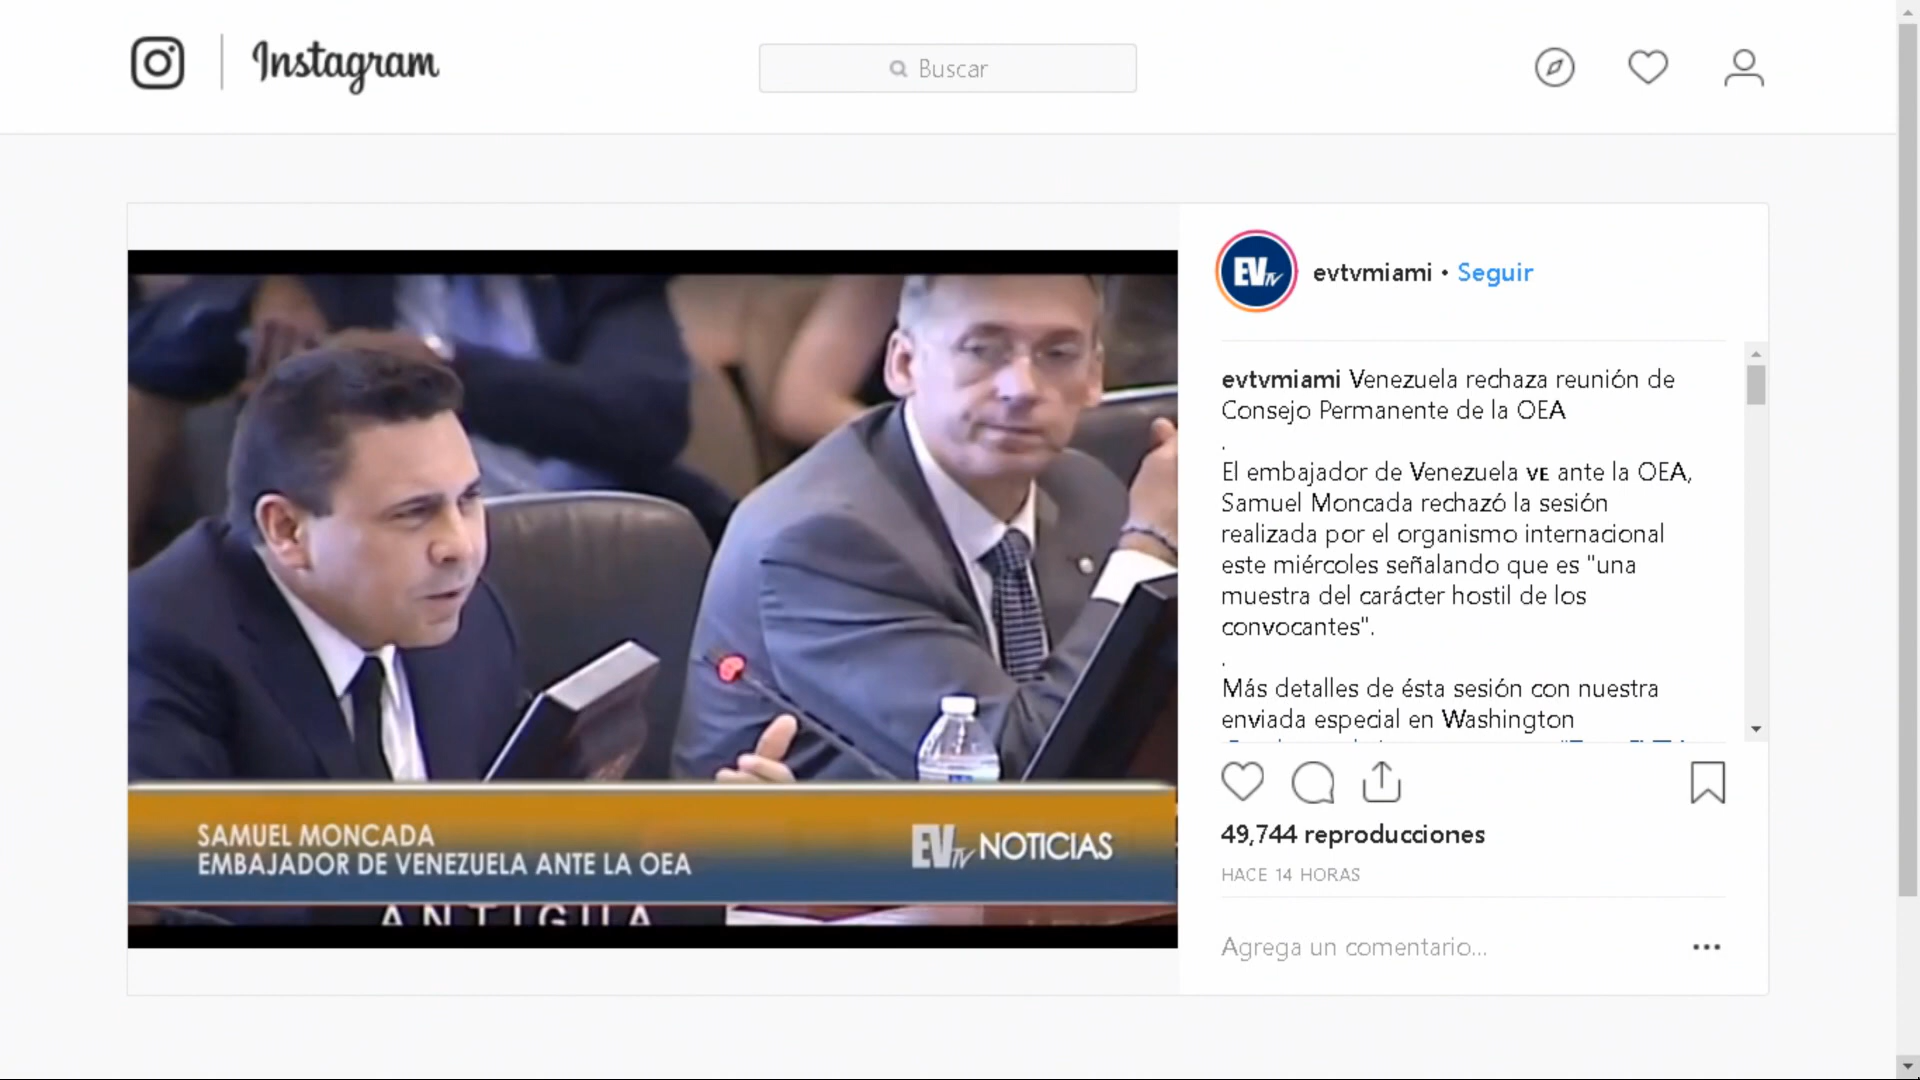 Instagram
Buscar
EVtv
evtvmiami • Seguir
evtvmiami Venezuela rechaza reunión de
Consejo Permanente de la OEA
.
El embajador de Venezuela VE ante la OEA,
Samuel Moncada rechazó la sesión
realizada por el organismo internacional
este miércoles señalando que es "una
muestra del carácter hostil de los
convocantes".
.
Más detalles de ésta sesión con nuestra
enviada especial en Washington
SAMUEL MONCADA
EMBAJADOR DE VENEZUELA ANTE LA OEA
EVtv NOTICIAS
ANTIGUA
49,744 reproducciones
HACE 14 HORAS
Agrega un comentario...